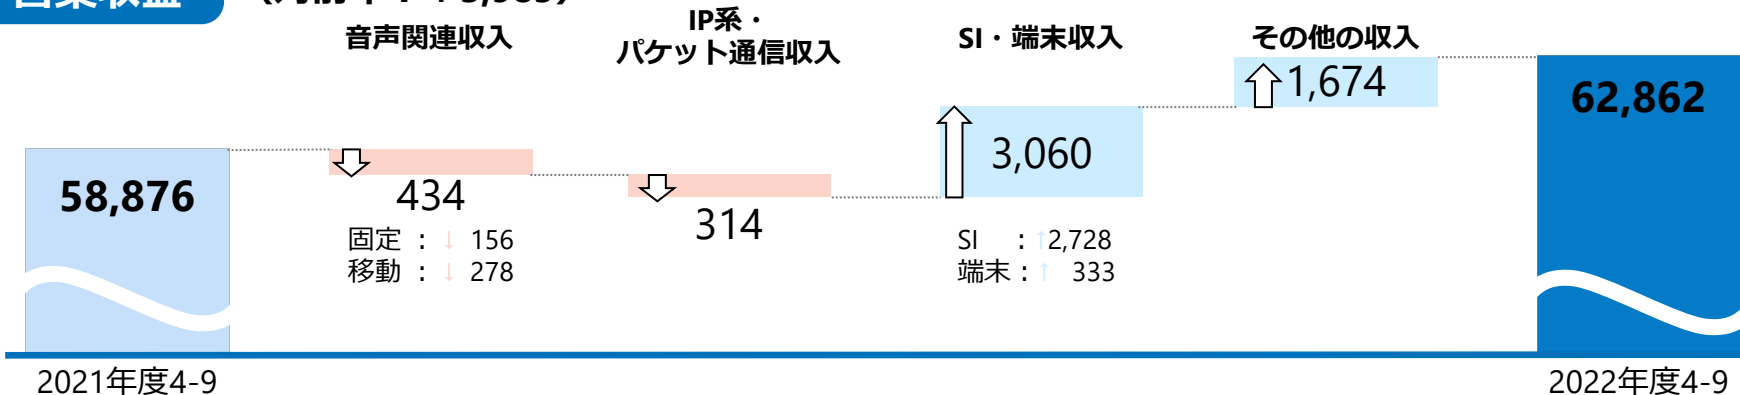 音声関連収入
IP系・
パケット通信収入
SI・端末収入
その他の収入
58,876
434
固定 : ↓ 156
移動 : ↓ 278
314
3,060
SI : ↑2,728
端末 : ↑ 333
1,674
62,862
2021年度4-9
2022年度4-9